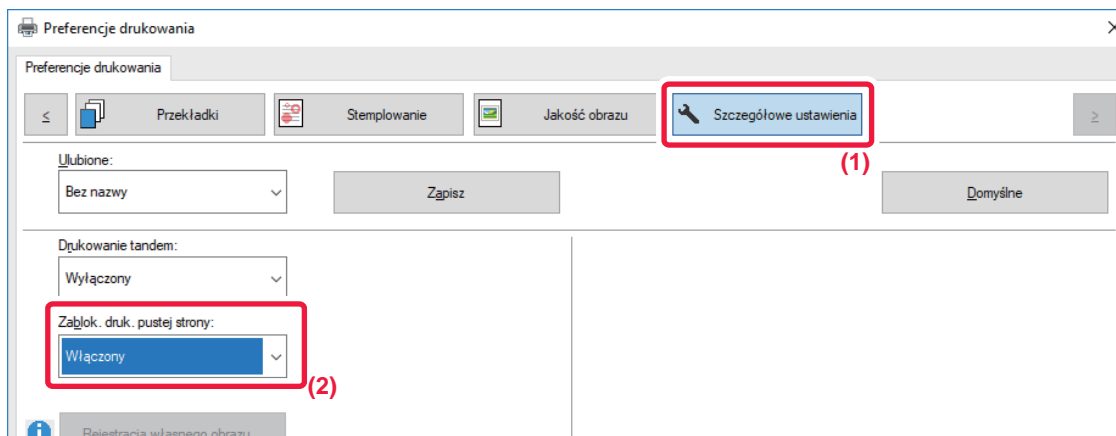 Preferencje drukowania
Preferencje drukowania
< Przekładki Stemplowanie Jakość obrazu Szczegółowe ustawienia >
(1)
Ulubione:
Bez nazwy Zapisz Domyślne
Drukowanie tandem:
Wyłączony
Zablok. druk. pustej strony:
Włączony
(2)
Rejestracja własnego obrazu